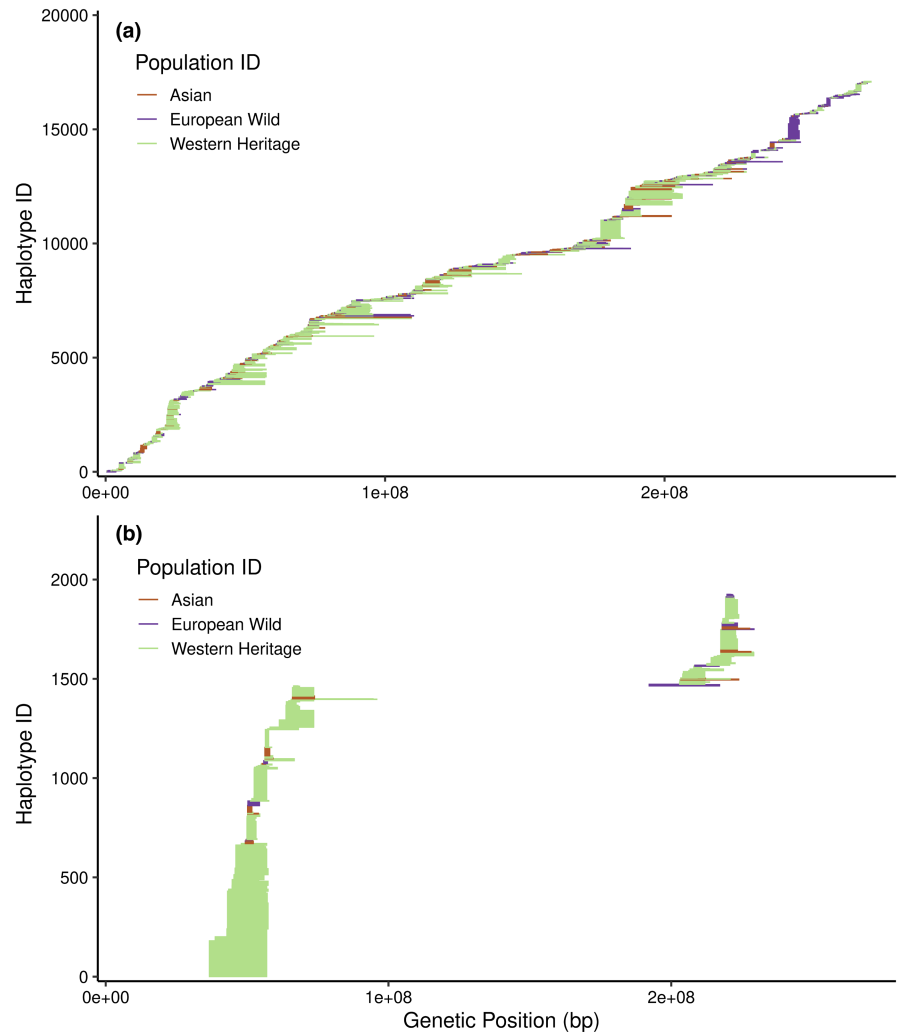 20000
(a)
Population ID
Asian
European Wild
Western Heritage
15000
10000
5000
0
Haplotype ID
0e+00 1e+08 2e+08
(b)
Population ID
Asian
European Wild
Western Heritage
2000
1500
1000
500
0
Haplotype ID
0e+00 1e+08 2e+08
Genetic Position (bp)